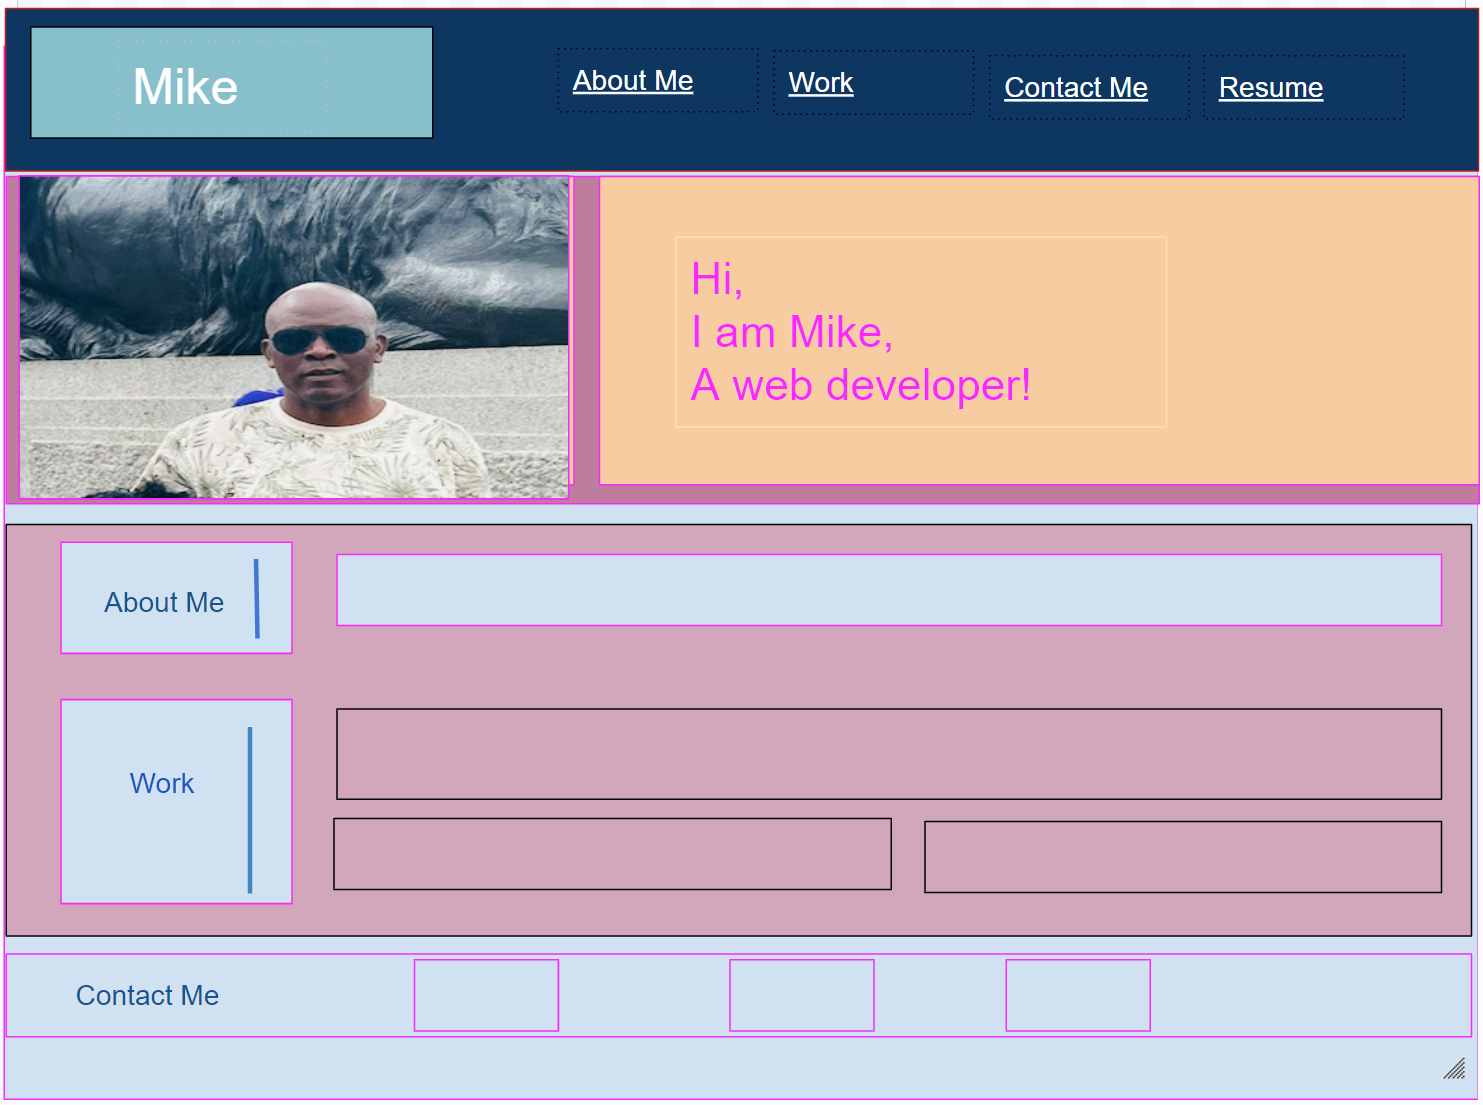 Mike
About Me
Work
Contact Me
Resume
Hi,
I am Mike,
A web developer!
About Me
Work
Contact Me